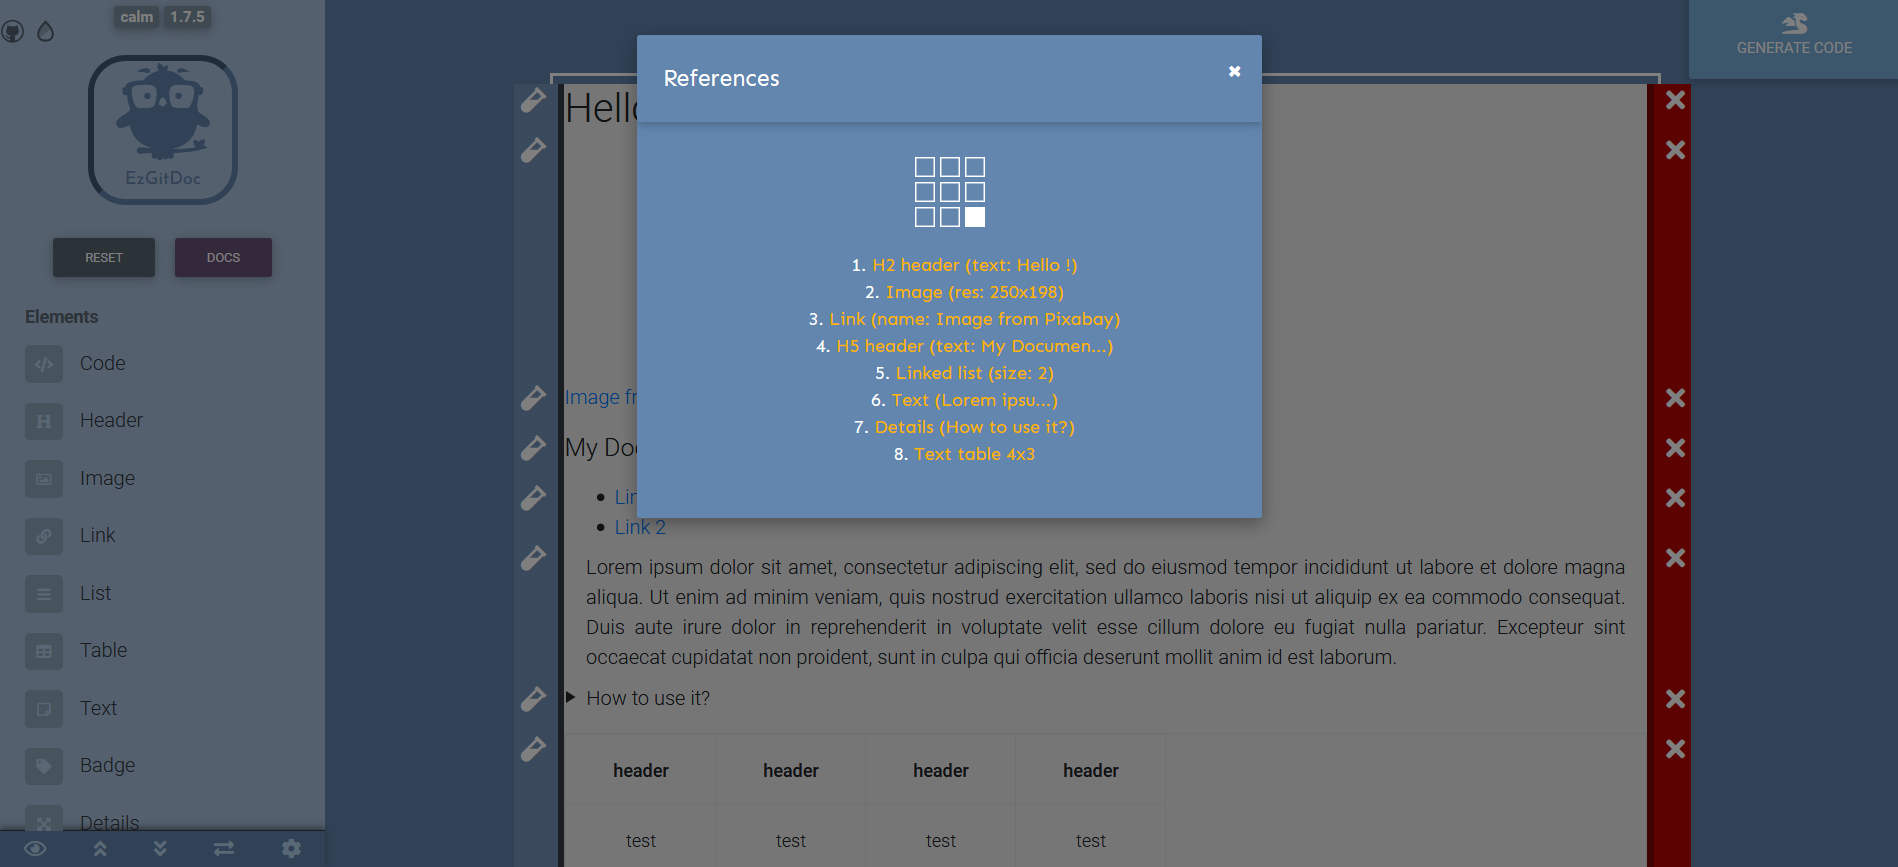 calm 1.7.5
EzGitDoc
RESET DOCS
Elements
Code
Header
Image
Link
List
Table
Text
Badge
Details
GENERATE CODE
References
1. H2 header (text: Hello !)
2. Image (res: 250x198)
3. Link (name: Image from Pixabay)
4. H5 header (text: My Documen...)
5. Linked list (size: 2)
6. Text (Lorem ipsu...)
7. Details (How to use it?)
8. Text table 4x3
Hello
Image fr
My Doc
Lin
Link 2
Lorem ipsum dolor sit amet, consectetur adipiscing elit, sed do eiusmod tempor incididunt ut labore et dolore magna
aliqua. Ut enim ad minim veniam, quis nostrud exercitation ullamco laboris nisi ut aliquip ex ea commodo consequat.
Duis aute irure dolor in reprehenderit in voluptate velit esse cillum dolore eu fugiat nulla pariatur. Excepteur sint
occaecat cupidatat non proident, sunt in culpa qui officia deserunt mollit anim id est laborum.
How to use it?
header header header header
test test test test